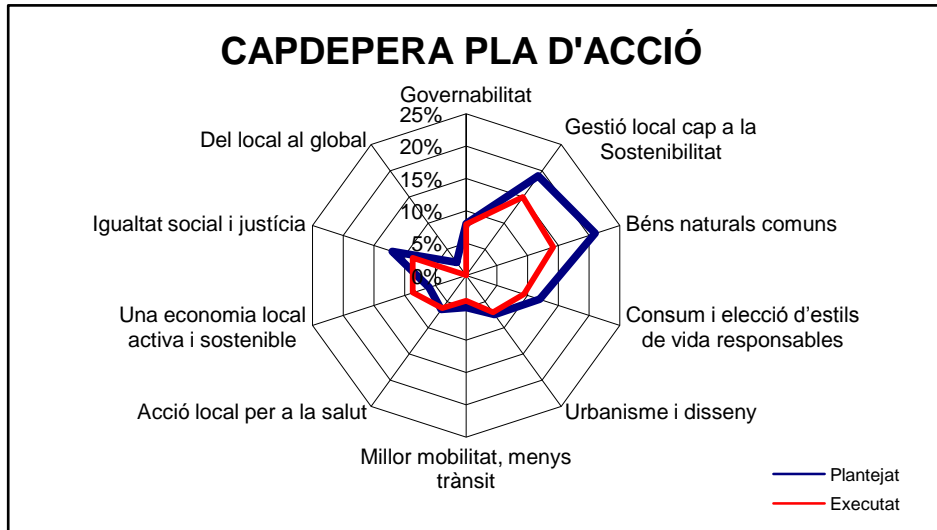 CAPDEPERA PLA D'ACCIÓ
Governabilitat
25%
20%
15%
10%
5%
0%
Gestió local cap a la
Sostenibilitat
Béns naturals comuns
Consum i elecció d’estils
de vida responsables
Urbanisme i disseny
Millor mobilitat, menys
trànsit
Acció local per a la salut
Una economia local
activa i sostenible
Igualtat social i justícia
Del local al global
Plantejat
Executat